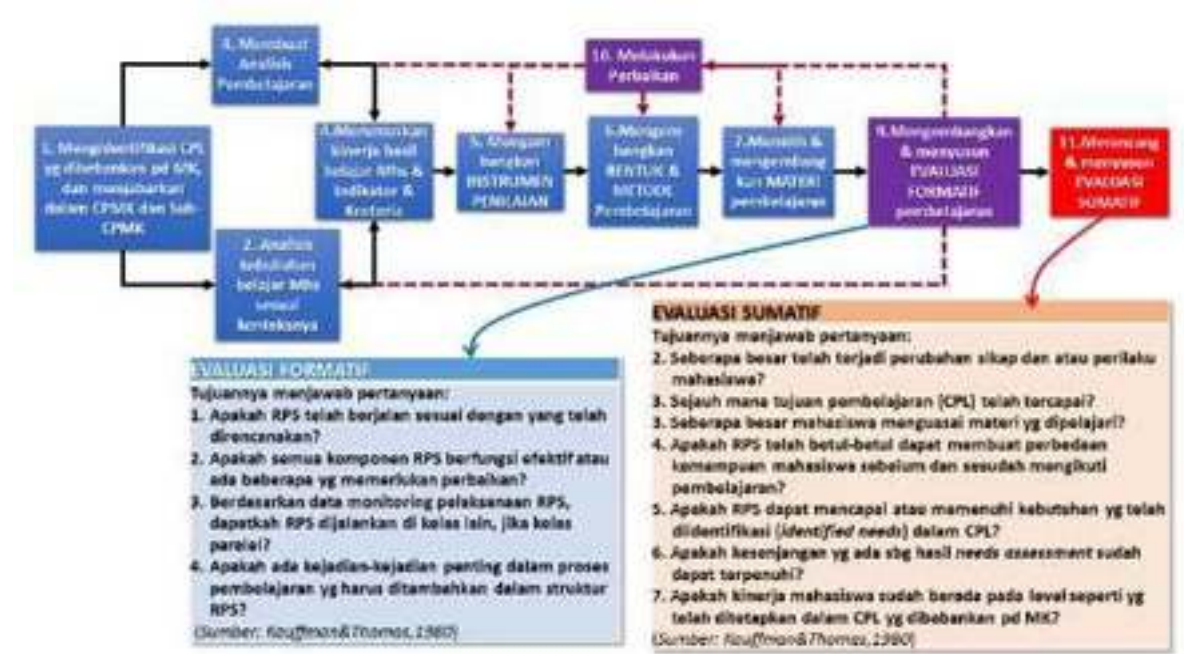 4. Membuat
Analisis
Pembelajaran
10. Melakukan
Perbaikan
1. Mengidentifikasi CPL
yg dibebankan pd MK,
dan menjabarkan
dalam CPMK dan Sub-
CPMK
4.Merumuskan
kinerja hasil
belajar Mhs &
Indikator &
Kreteria
5. Mengem
bangkan
INSTRUMEN
PENILAIAN
6.Mengem
bangkan
BENTUK &
METODE
Pembelajaran
7.Memilih &
mengembang
kan MATERI
pembelajaran
9.Mengembangkan
& menyusun
EVALUASI
FORMATIF
pembelajaran
11.Merancang
& menyusun
EVALUASI
SUMATIF
2. Analisis
kebutuhan
belajar Mhs
sesuai
konteksnya
EVALUASI FORMATIF
Tujuannya menjawab pertanyaan:
1. Apakah RPS telah berjalan sesuai dengan yang telah
direncanakan?
2. Apakah semua komponen RPS berfungsi efektif atau
ada beberapa yg memerlukan perbaikan?
3. Berdasarkan data monitoring pelaksanaan RPS,
dapatkah RPS dijalankan di kelas lain, jika kelas
paralel?
4. Apakah ada kejadian-kejadian penting dalam proses
pembelajaran yg harus ditambahkan dalam struktur
RPS?
(Sumber: Kauffman&Thomas,1980)
EVALUASI SUMATIF
Tujuannya menjawab pertanyaan:
2. Seberapa besar telah terjadi perubahan sikap dan atau perilaku
mahasiswa?
3. Sejauh mana tujuan pembelajaran (CPL) telah tercapai?
3. Seberapa besar mahasiswa menguasai materi yg dipelajari?
4. Apakah RPS telah betul-betul dapat membuat perbedaan
kemampuan mahasiswa sebelum dan sesudah mengikuti
pembelajaran?
5. Apakah RPS dapat mencapai atau memenuhi kebutuhan yg telah
diidentifikasi (identified needs) dalam CPL?
6. Apakah kesenjangan yg ada sbg hasil needs assessment sudah
dapat terpenuhi?
7. Apakah kinerja mahasiswa sudah berada pada level seperti yg
telah ditetapkan dalam CPL yg dibebankan pd MK?
(Sumber: Kauffman&Thomas,1980)